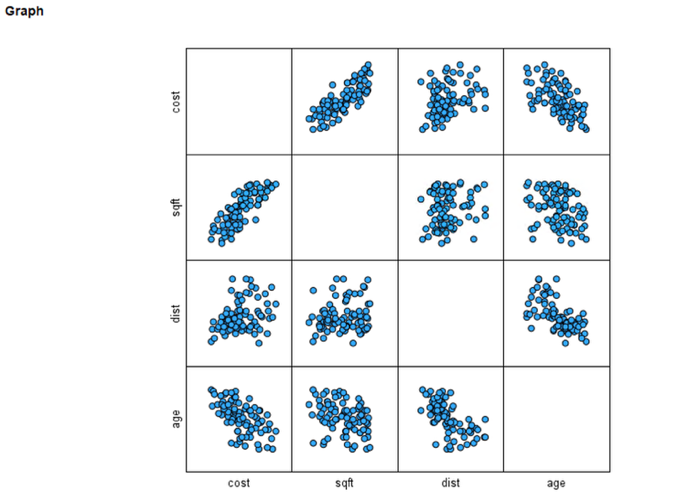 Graph
cost
sqft
dist
age
cost sqft dist age